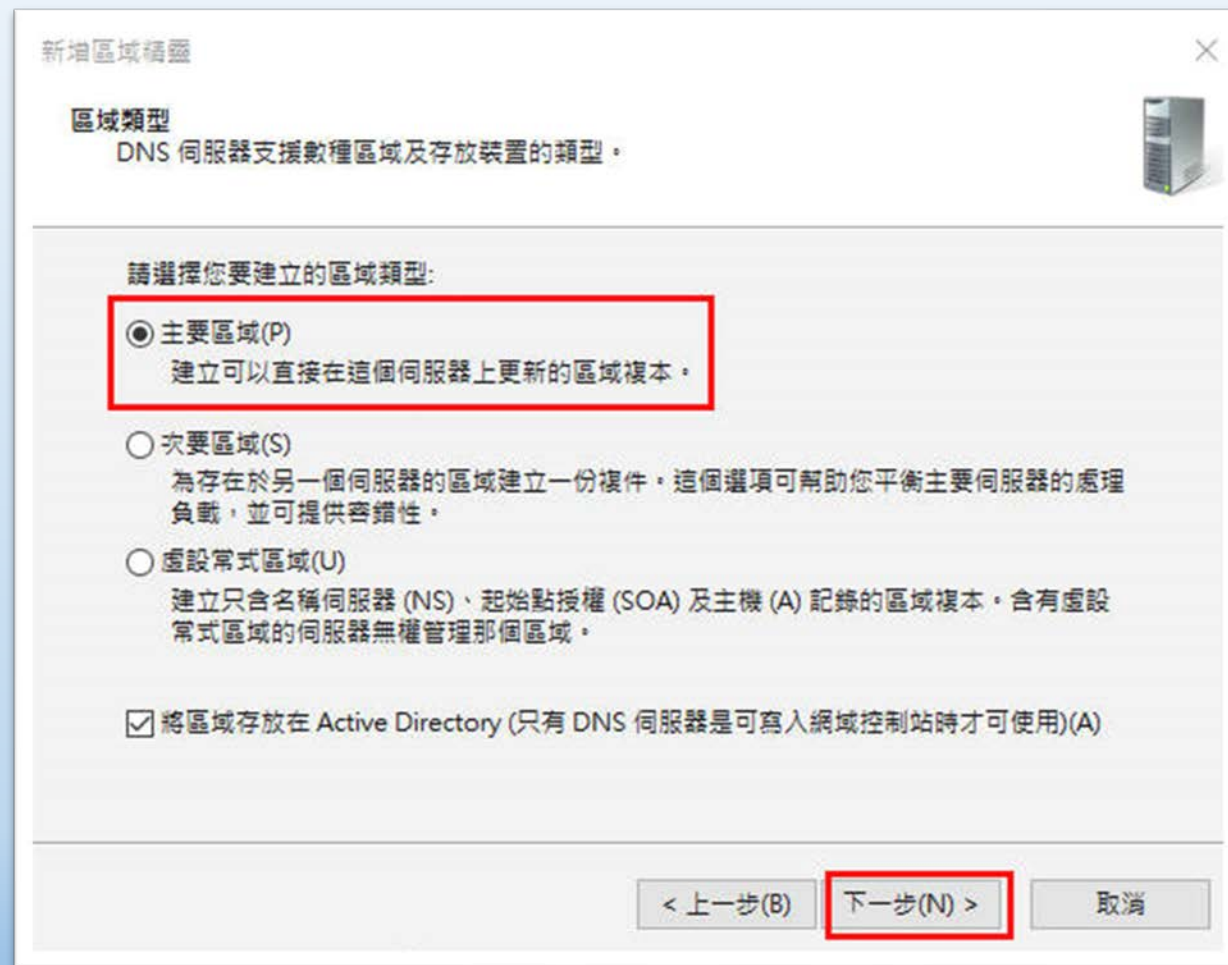 新增區域精靈
區域類型
DNS 伺服器支援數種區域及存放裝置的類型。
請選擇您要建立的區域類型:
主要區域(P)
建立可以直接在這個伺服器上更新的區域複本。
次要區域(S)
為存在於另一個伺服器的區域建立一份複件。這個選項可幫助您平衡主要伺服器的處理
負載，並可提供容錯性。
虛設常式區域(U)
建立只含名稱伺服器 (NS)、起始點授權 (SOA) 及主機 (A) 記錄的區域複本。含有虛設
常式區域的伺服器無權管理那個區域。
將區域存放在 Active Directory (只有 DNS 伺服器是可寫入網域控制站時才可使用)(A)
< 上一步(B) 下一步(N) > 取消